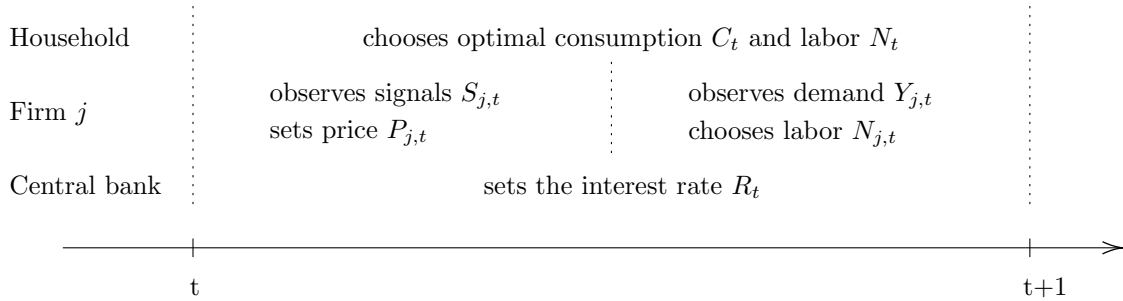 Household chooses optimal consumption $C_t$ and labor $N_t$
observes signals $S_{j,t}$ observes demand $Y_{j,t}$
Firm $j$
sets price $P_{j,t}$ chooses labor $N_{j,t}$
Central bank sets the interest rate $R_t$
t t+1